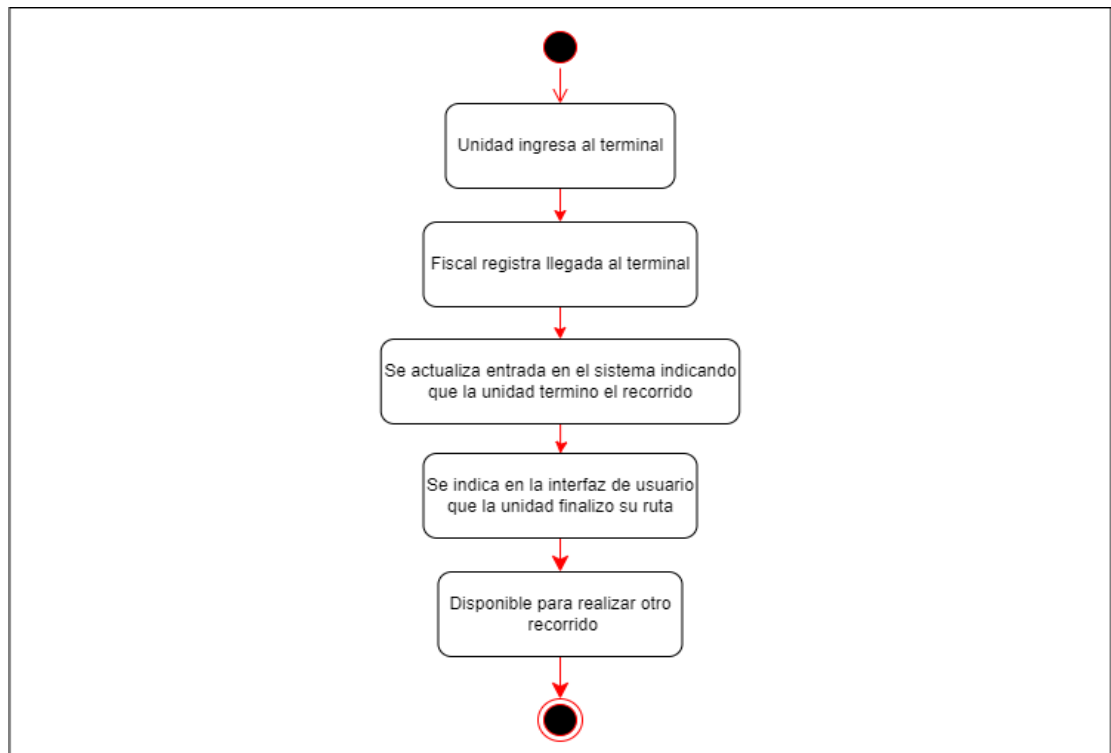 Unidad ingresa al terminal
Fiscal registra llegada al terminal
Se actualiza entrada en el sistema indicando
que la unidad termino el recorrido
Se indica en la interfaz de usuario
que la unidad finalizo su ruta
Disponible para realizar otro
recorrido